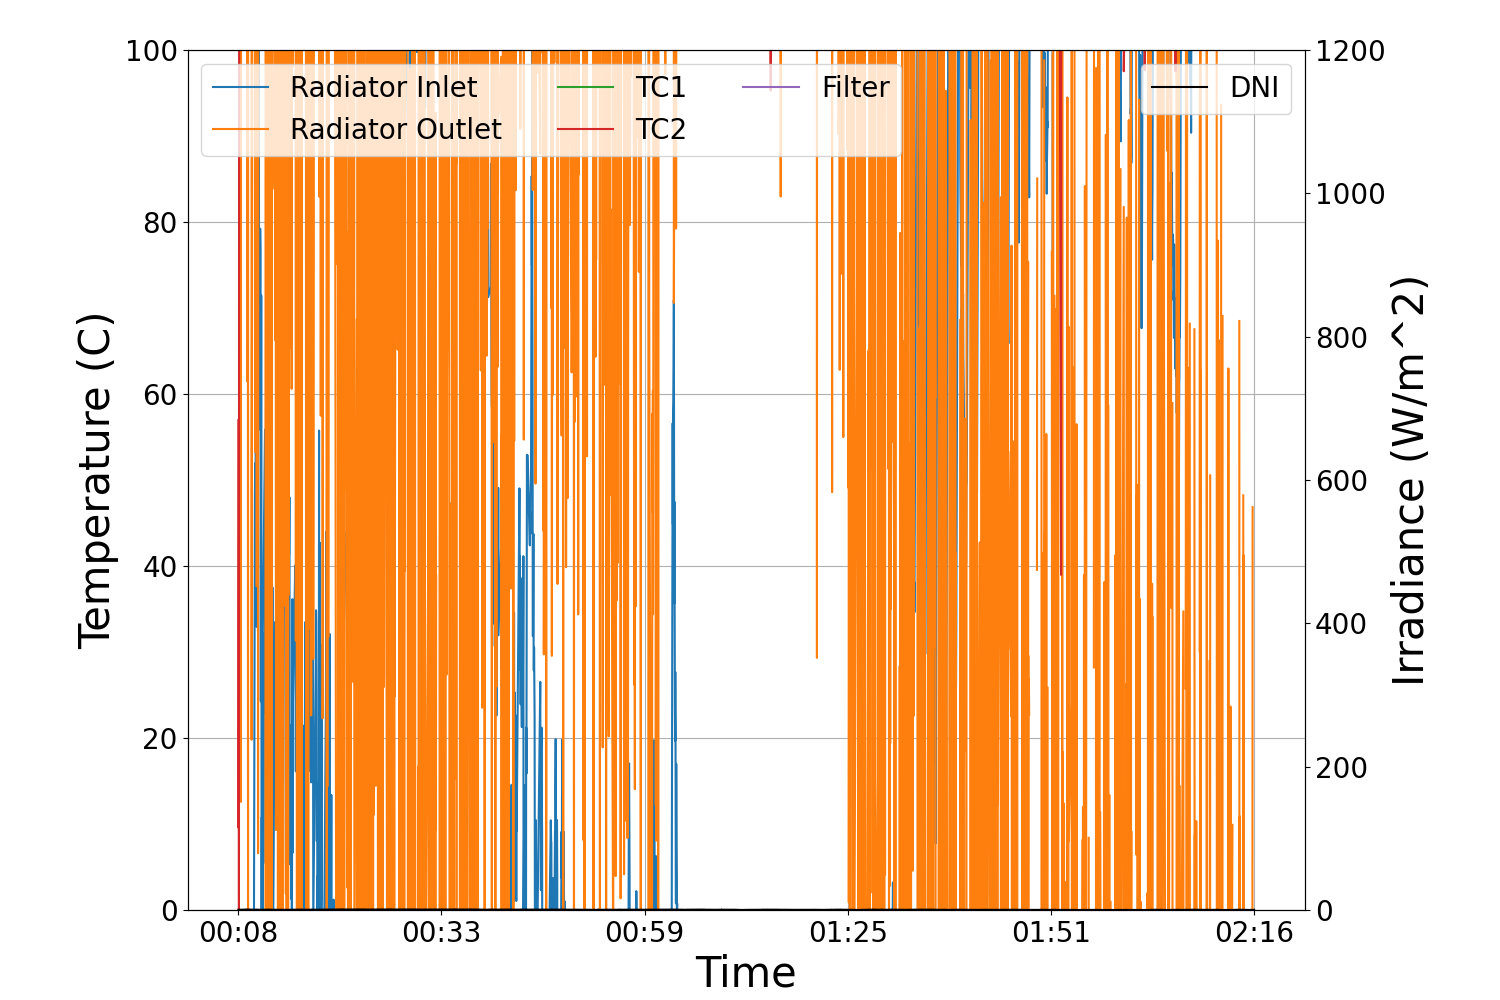 Radiator Inlet
Radiator Outlet
TC1
TC2
Filter
DNI
Temperature (C)
100
80
60
40
20
0
Irradiance (W/m^2)
1200
1000
800
600
400
200
0
00:08 00:33 00:59 01:25 01:51 02:16
Time